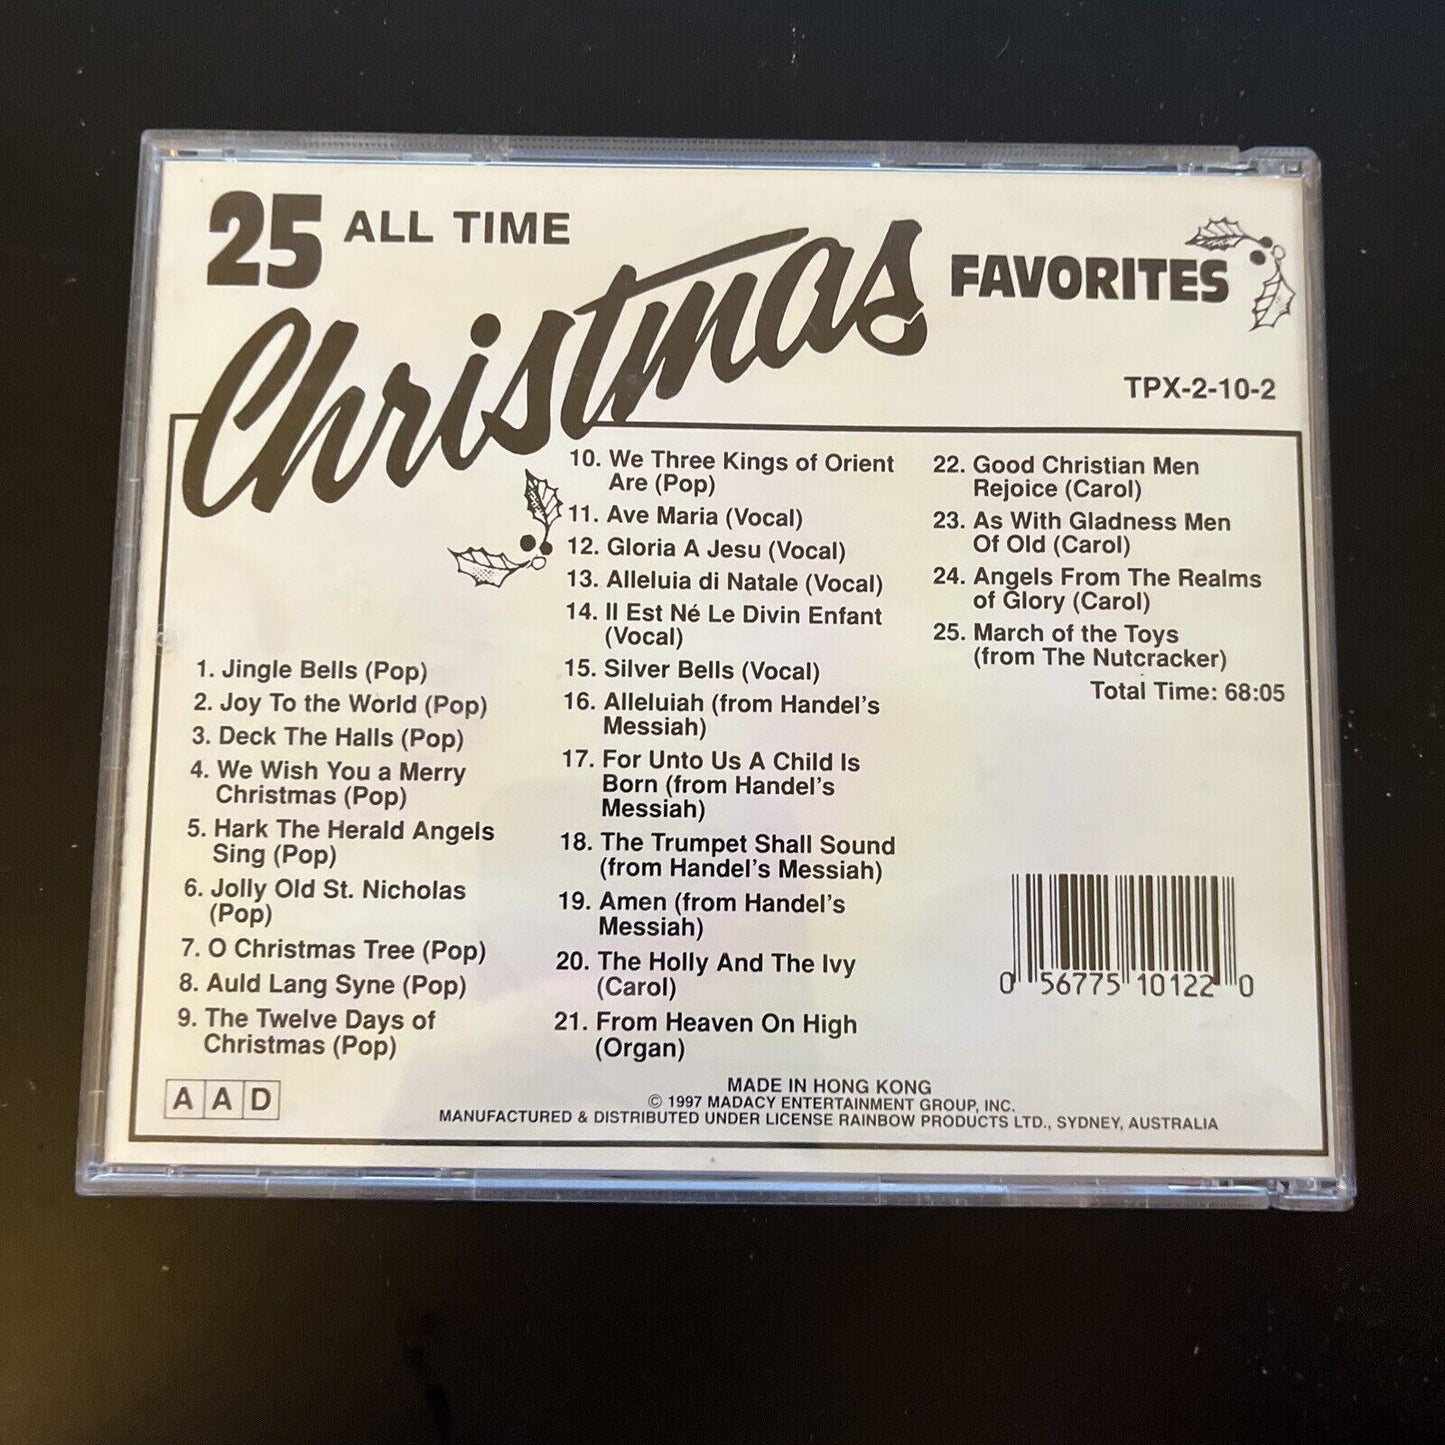 25 ALL TIME
Christmas
FAVORITES
TPX-2-10-2
1. Jingle Bells (Pop)
2. Joy To the World (Pop)
3. Deck The Halls (Pop)
4. We Wish You a Merry
Christmas (Pop)
5. Hark The Herald Angels
Sing (Pop)
6. Jolly Old St. Nicholas
(Pop)
7. O Christmas Tree (Pop)
8. Auld Lang Syne (Pop)
9. The Twelve Days of
Christmas (Pop)
10. We Three Kings of Orient
Are (Pop)
11. Ave Maria (Vocal)
12. Gloria A Jesu (Vocal)
13. Alleluia di Natale (Vocal)
14. Il Est Né Le Divin Enfant
(Vocal)
15. Silver Bells (Vocal)
16. Alleluiah (from Handel's
Messiah)
17. For Unto Us A Child Is
Born (from Handel's
Messiah)
18. The Trumpet Shall Sound
(from Handel's Messiah)
19. Amen (from Handel's
Messiah)
20. The Holly And The Ivy
(Carol)
21. From Heaven On High
(Organ)
22. Good Christian Men
Rejoice (Carol)
23. As With Gladness Men
Of Old (Carol)
24. Angels From The Realms
of Glory (Carol)
25. March of the Toys
(from The Nutcracker)
Total Time: 68:05
0 56775 10122 0
AAD
MADE IN HONG KONG
© 1997 MADACY ENTERTAINMENT GROUP, INC.
MANUFACTURED & DISTRIBUTED UNDER LICENSE RAINBOW PRODUCTS LTD., SYDNEY, AUSTRALIA